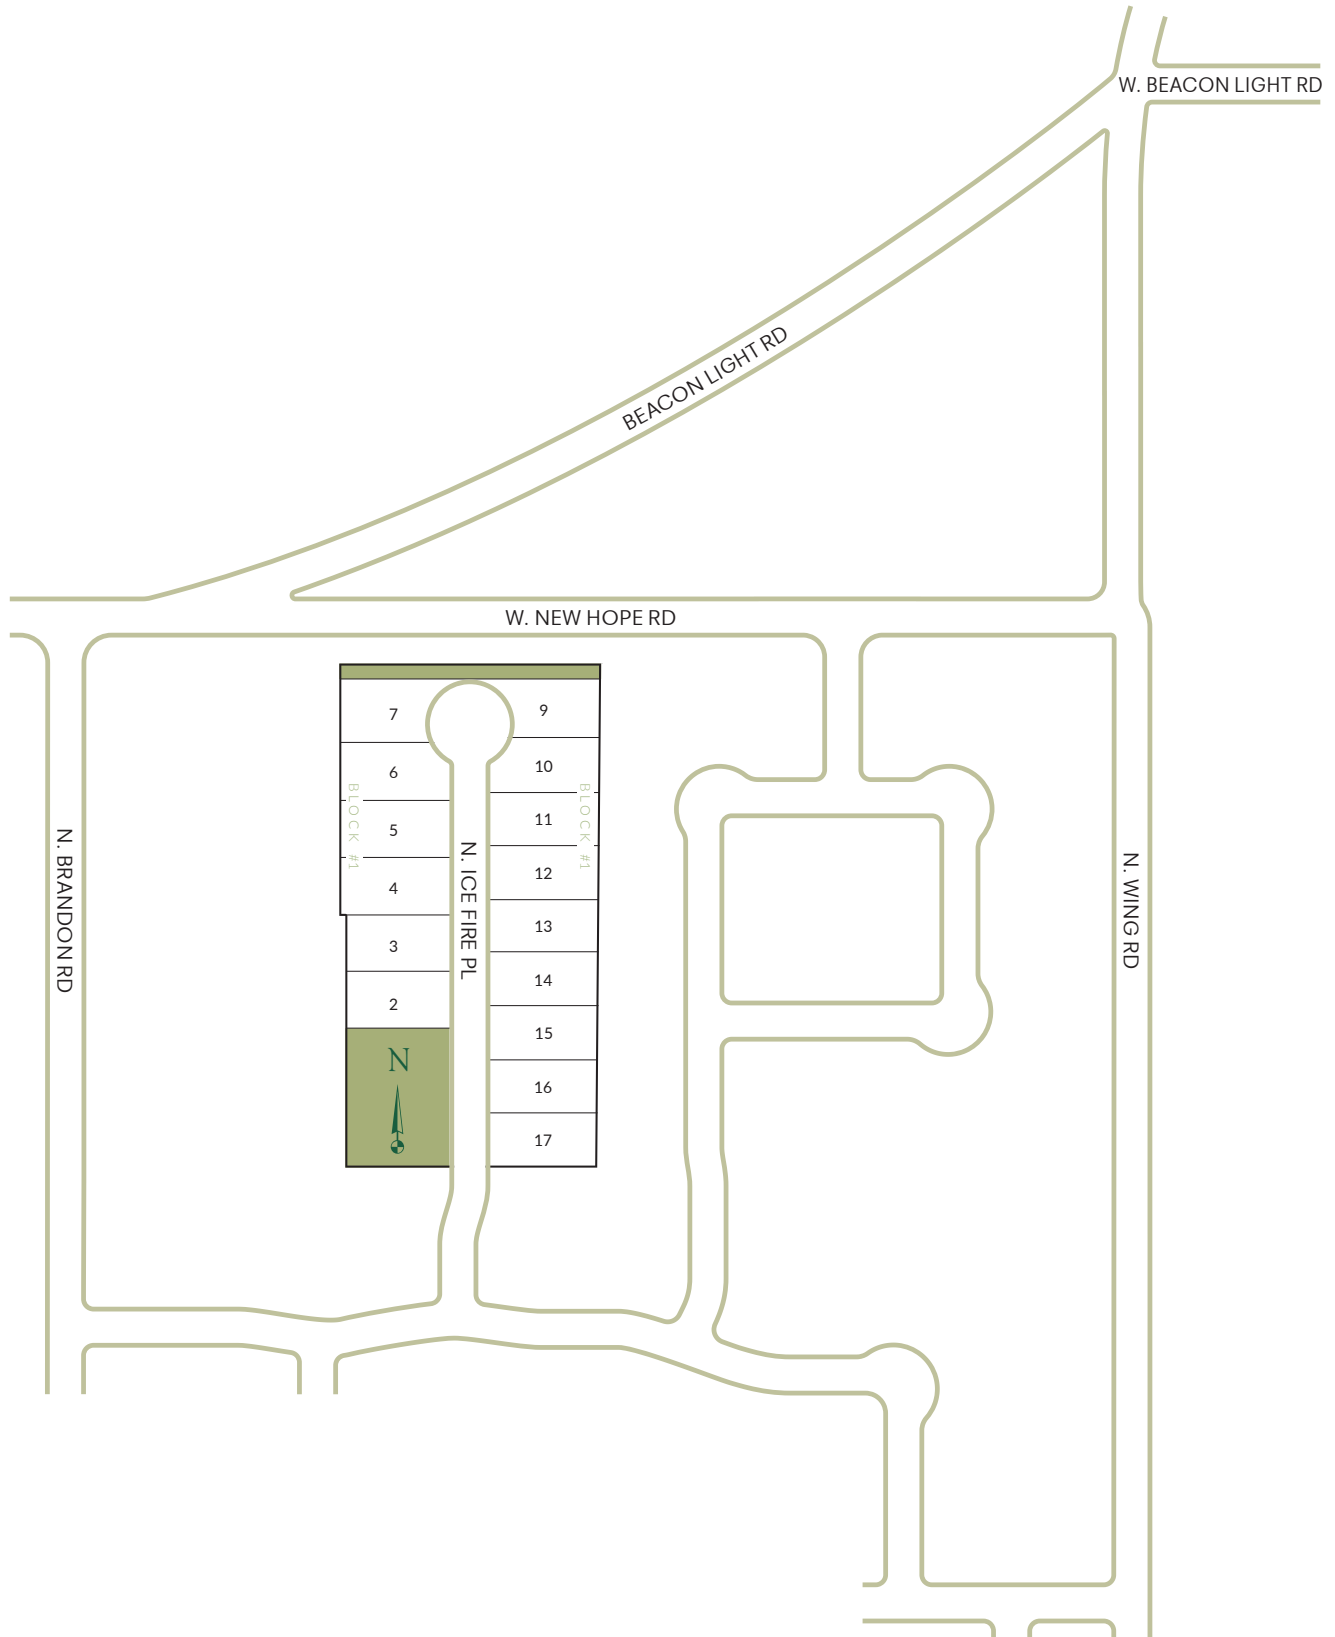 W. BEACON LIGHT RD
BEACON LIGHT RD
W. NEW HOPE RD
7
9
6
10
5
11
4
12
3
13
2
14
15
16
17
BLOCK #1
BLOCK #1
N. ICE FIRE PL
N. BRANDON RD
N. WING RD
N